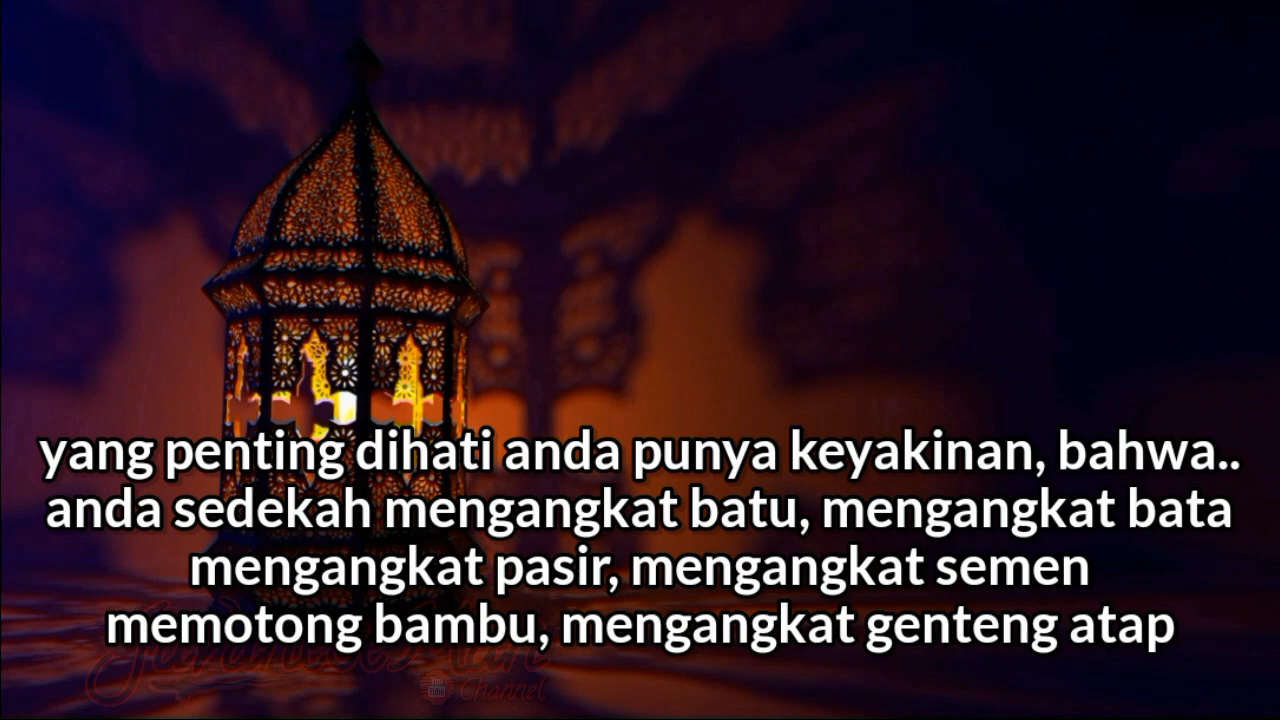 yang penting dihati anda punya keyakinan, bahwa..
anda sedekah mengangkat batu, mengangkat bata
mengangkat pasir, mengangkat semen
memotong bambu, mengangkat genteng atap
Channel